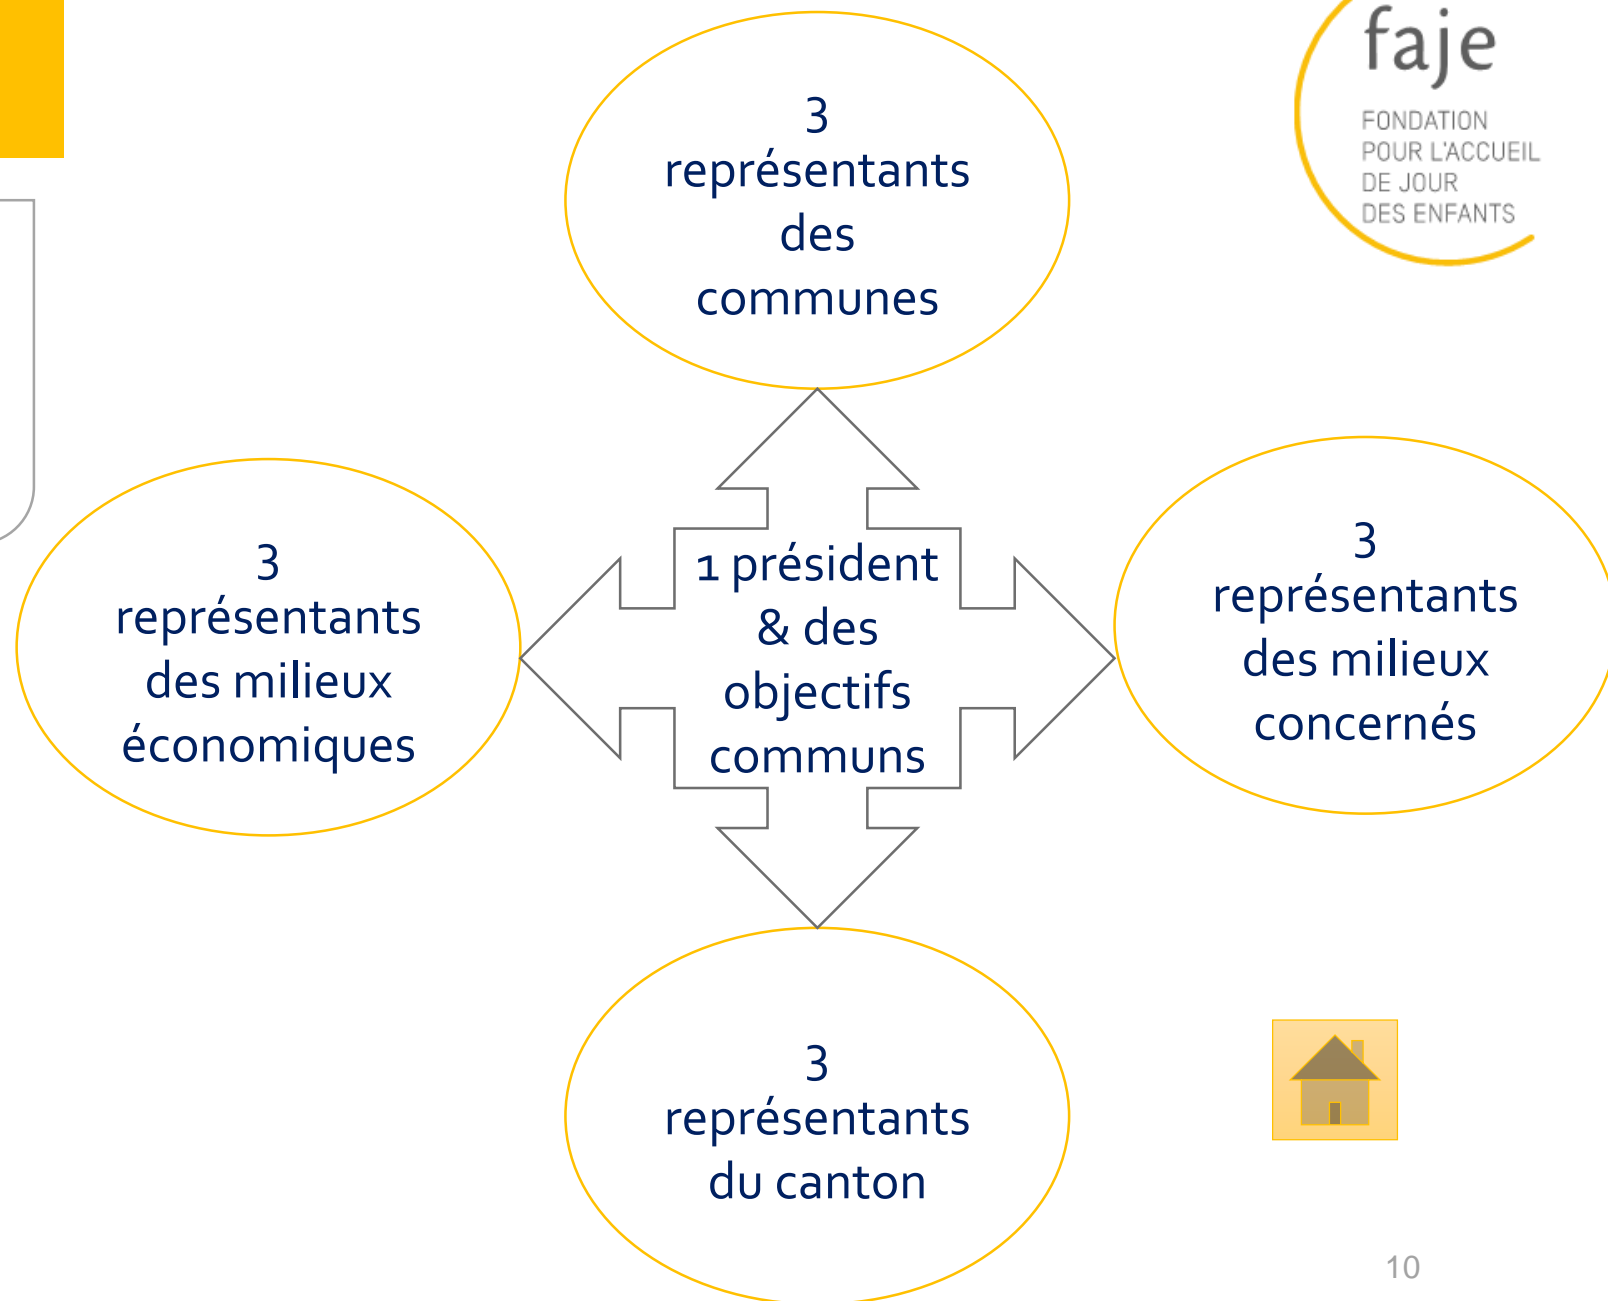 faje
FONDATION
POUR L'ACCUEIL
DE JOUR
DES ENFANTS
3
représentants
des
communes
3
représentants
des milieux
économiques
1 président
& des
objectifs
communs
3
représentants
des milieux
concernés
3
représentants
du canton
10